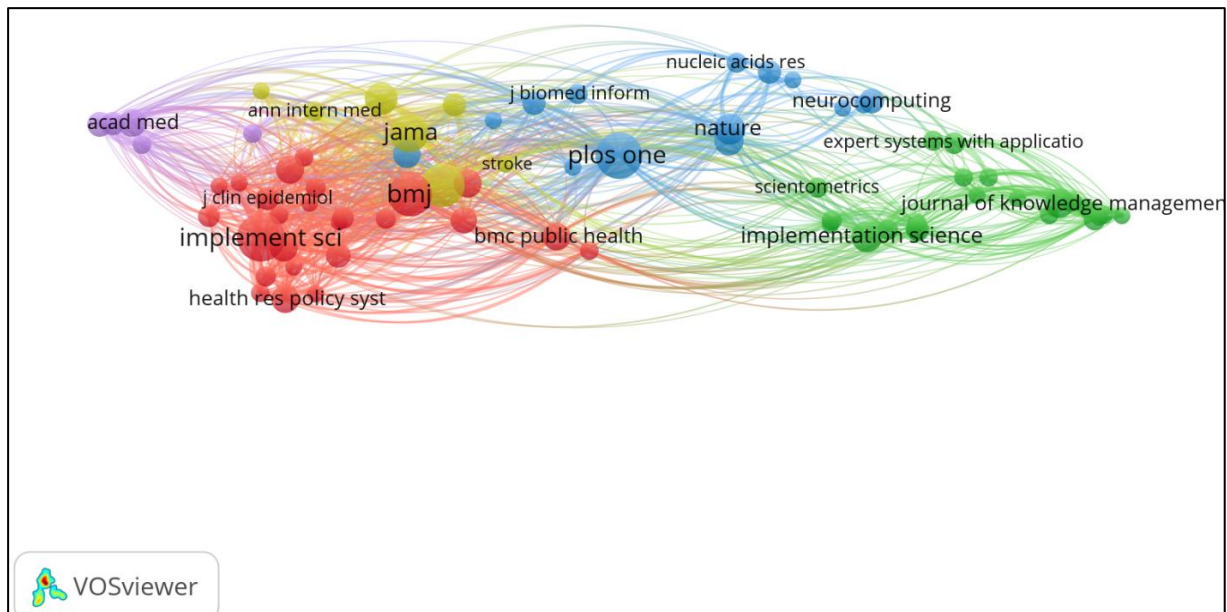 nucleic acids res
j biomed inform
neurocomputing
ann intern med
acad med
jama
nature
expert systems with applicatio
plos one
stroke
scientometrics
bmj
j clin epidemiol
journal of knowledge managemen
implement sci
bmc public health
implementation science
health res policy syst
VOSviewer